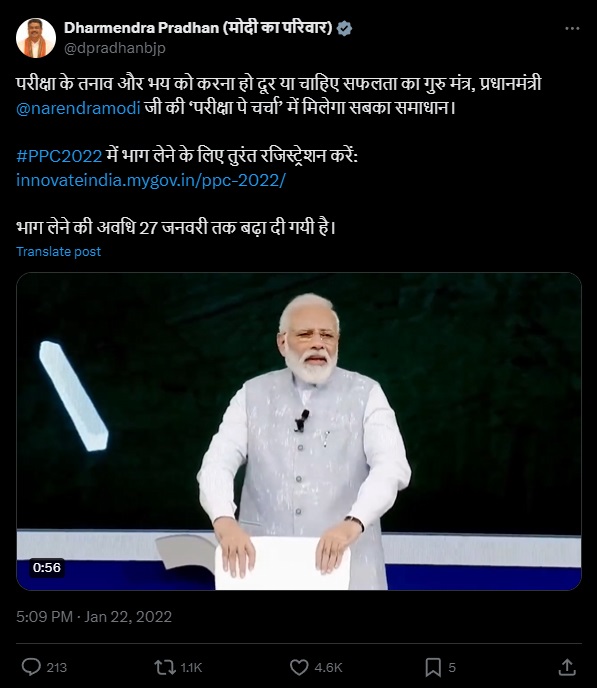 Dharmendra Pradhan (मोदी का परिवार)
@dpradhanbjp
परीक्षा के तनाव और भय को करना हो दूर या चाहिए सफलता का गुरु मंत्र, प्रधानमंत्री
@narendramodi जी की ‘परीक्षा पे चर्चा’ में मिलेगा सबका समाधान।
#PPC2022 में भाग लेने के लिए तुरंत रजिस्ट्रेशन करें:
innovateindia.mygov.in/ppc-2022/
भाग लेने की अवधि 27 जनवरी तक बढ़ा दी गयी है।
Translate post
0:56
5:09 PM · Jan 22, 2022
213 1.1K 4.6K 5